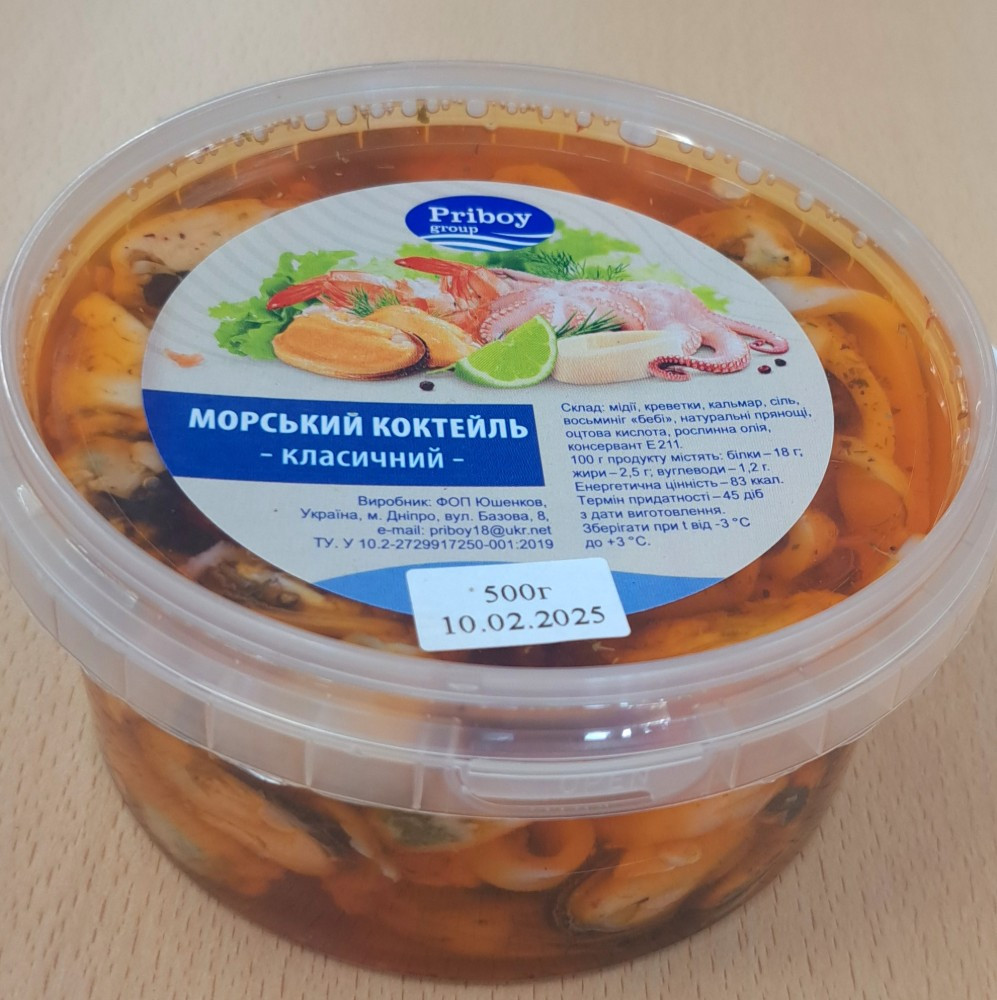 Priboy
group
МОРСЬКИЙ КОКТЕЙЛЬ
– класичний –
Виробник: ФОП Юшенков,
Україна, м. Дніпро, вул. Базова, 8,
e-mail: priboy18@ukr.net
ТУ. У 10.2-2729917250-001:2019
Склад: мідії, креветки, кальмар, сіль,
восьминіг «бебі», натуральні прянощі,
оцтова кислота, рослинна олія,
консервант Е 211.
100 г продукту містять: білки – 18 г;
жири – 2,5 г; вуглеводи – 1,2 г.
Енергетична цінність – 83 ккал.
Термін придатності – 45 діб
з дати виготовлення.
Зберігати при t від -3 °С
до +3 °С.
500г
10.02.2025